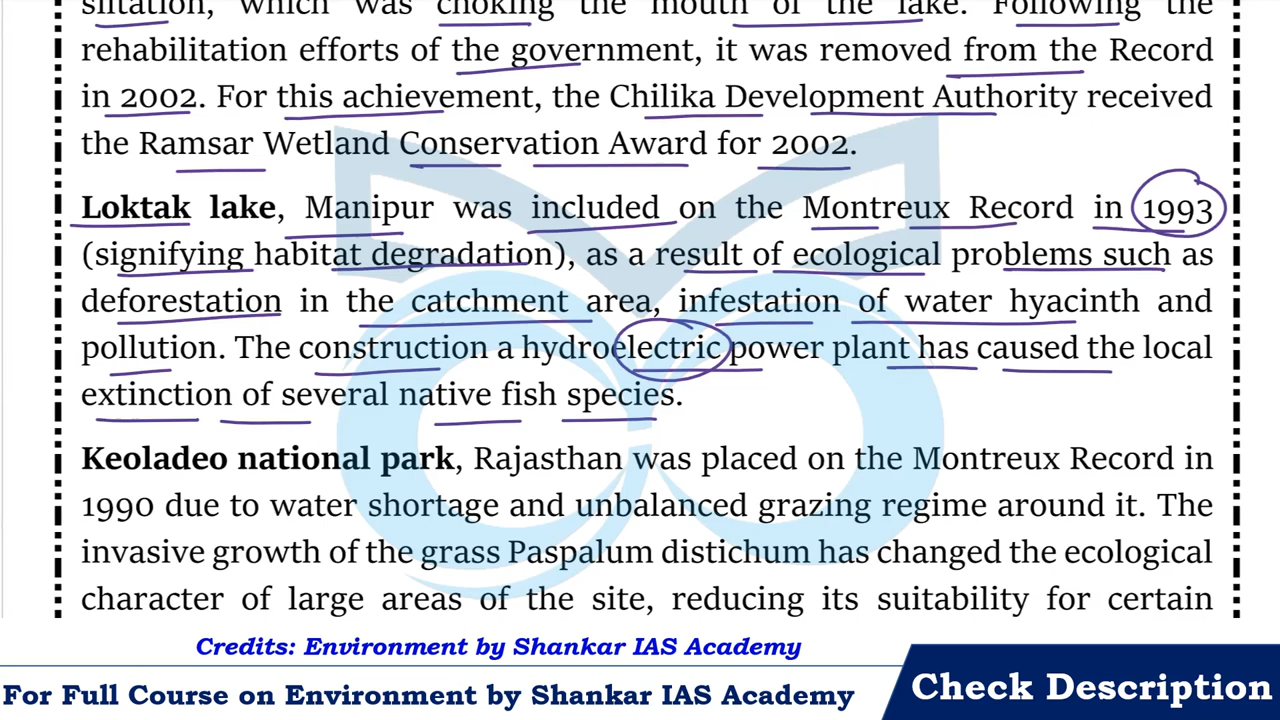 siltation, which was choking the mouth of the lake. Following the
rehabilitation efforts of the government, it was removed from the Record
in 2002. For this achievement, the Chilika Development Authority received
the Ramsar Wetland Conservation Award for 2002.
Loktak lake, Manipur was included on the Montreux Record in 1993
(signifying habitat degradation), as a result of ecological problems such as
deforestation in the catchment area, infestation of water hyacinth and
pollution. The construction a hydroelectric power plant has caused the local
extinction of several native fish species.
Keoladeo national park, Rajasthan was placed on the Montreux Record in
1990 due to water shortage and unbalanced grazing regime around it. The
invasive growth of the grass Paspalum distichum has changed the ecological
character of large areas of the site, reducing its suitability for certain
Credits: Environment by Shankar IAS Academy
For Full Course on Environment by Shankar IAS Academy
Check Description